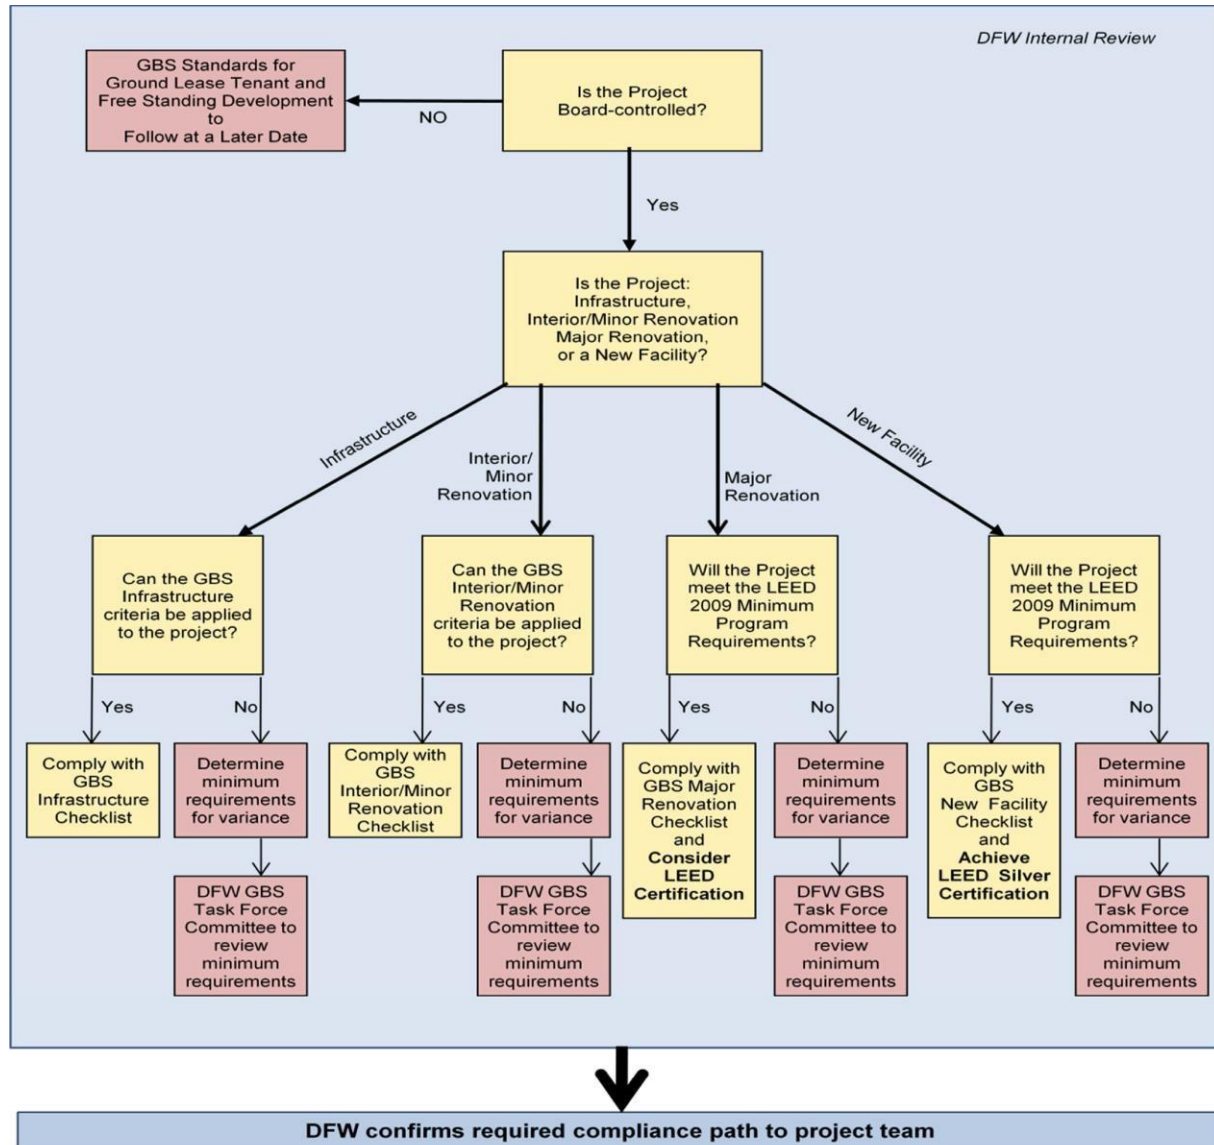 DFW Internal Review
GBS Standards for
Ground Lease Tenant and
Free Standing Development
to
Follow at a Later Date
NO
Is the Project
Board-controlled?
Yes
Is the Project:
Infrastructure,
Interior/Minor Renovation
Major Renovation,
or a New Facility?
Infrastructure
Interior/
Minor
Renovation
Major
Renovation
New Facility
Can the GBS
Infrastructure
criteria be applied
to the project?
Can the GBS
Interior/Minor
Renovation
criteria be applied
to the project?
Will the Project
meet the LEED
2009 Minimum
Program
Requirements?
Will the Project
meet the LEED
2009 Minimum
Program
Requirements?
Yes
No
Yes
No
Yes
No
Yes
No
Comply with
GBS
Infrastructure
Checklist
Determine
minimum
requirements
for variance
Comply with
GBS
Interior/Minor
Renovation
Checklist
Determine
minimum
requirements
for variance
Comply with
GBS Major
Renovation
Checklist
and
Consider
LEED
Certification
Determine
minimum
requirements
for variance
Comply with
GBS
New Facility
Checklist
and
Achieve
LEED Silver
Certification
Determine
minimum
requirements
for variance
DFW GBS
Task Force
Committee to
review
minimum
requirements
DFW GBS
Task Force
Committee to
review
minimum
requirements
DFW GBS
Task Force
Committee to
review
minimum
requirements
DFW GBS
Task Force
Committee to
review
minimum
requirements
DFW confirms required compliance path to project team